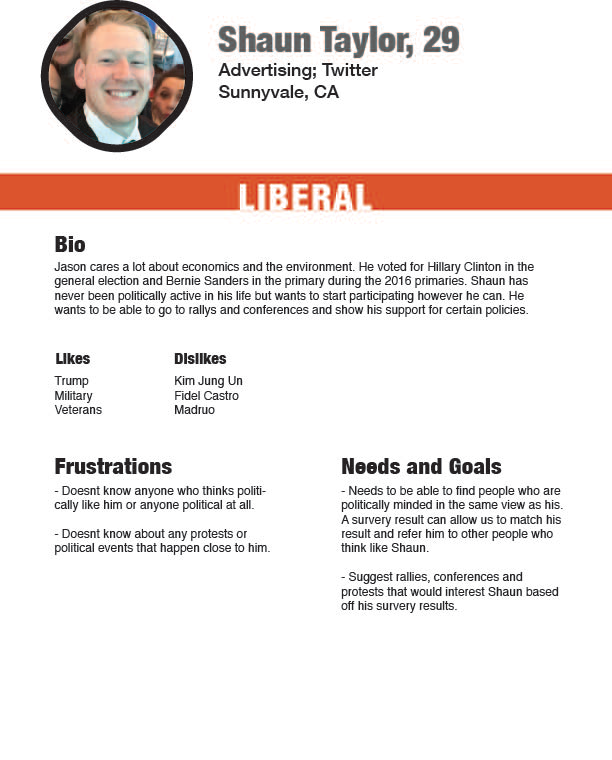 Shaun Taylor, 29
Advertising; Twitter
Sunnyvale, CA
LIBERAL
Bio
Jason cares a lot about economics and the environment. He voted for Hillary Clinton in the
general election and Bernie Sanders in the primary during the 2016 primaries. Shaun has
never been politically active in his life but wants to start participating however he can. He
wants to be able to go to rallys and conferences and show his support for certain policies.
Likes
Trump
Military
Veterans
Dislikes
Kim Jung Un
Fidel Castro
Madruo
Frustrations
- Doesnt know anyone who thinks politi-
cally like him or anyone political at all.
- Doesnt know about any protests or
political events that happen close to him.
Needs and Goals
- Needs to be able to find people who are
politically minded in the same view as his.
A survery result can allow us to match his
result and refer him to other people who
think like Shaun.
- Suggest rallies, conferences and
protests that would interest Shaun based
off his survery results.